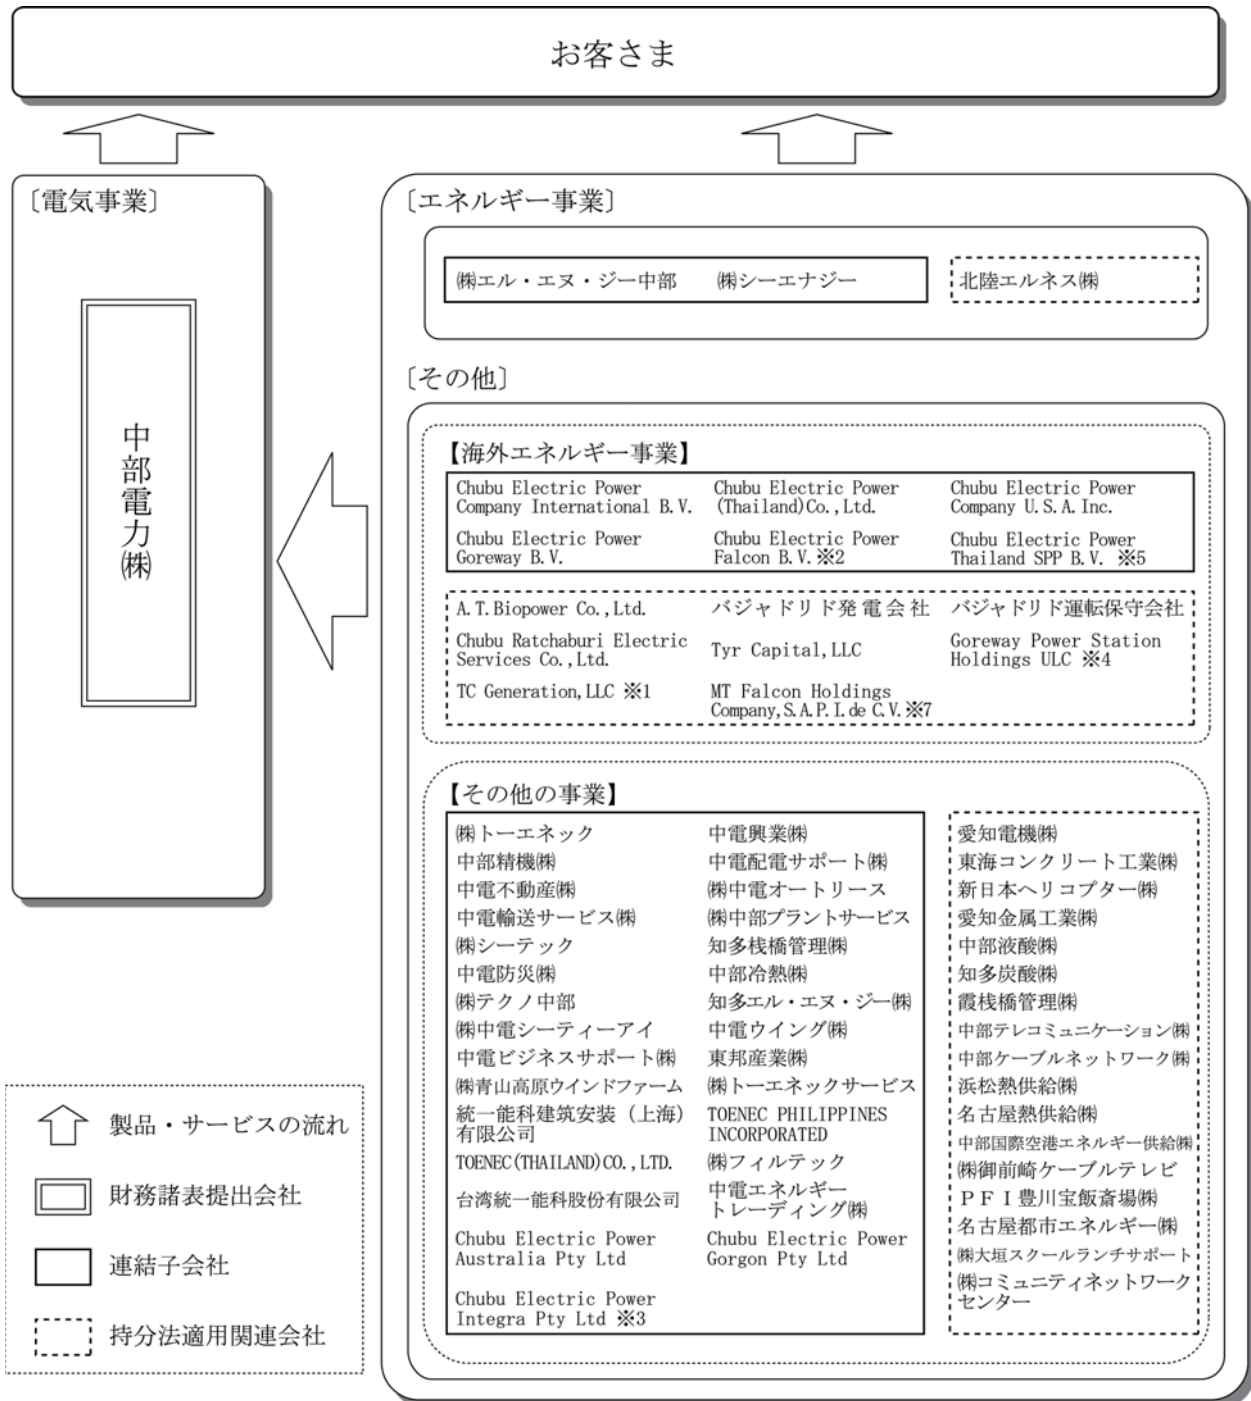 お客さま
〔電気事業〕
中部電力㈱
〔エネルギー事業〕
㈱エル・エヌ・ジー中部 ㈱シーエナジー 北陸エルネス㈱
〔その他〕
【海外エネルギー事業】
Chubu Electric Power
Company International B.V.
Chubu Electric Power
(Thailand)Co.,Ltd.
Chubu Electric Power
Company U.S.A.Inc.
Chubu Electric Power
Goreway B.V.
Chubu Electric Power
Falcon B.V.※2
Chubu Electric Power
Thailand SPP B.V. ※5
A.T.Biopower Co.,Ltd.
バジャドリド発電会社
バジャドリド運転保守会社
Chubu Ratchaburi Electric
Services Co.,Ltd.
Tyr Capital,LLC
Goreway Power Station
Holdings ULC ※4
TC Generation,LLC ※1
MT Falcon Holdings
Company,S.A.P.I.de C.V.※7
【その他の事業】
㈱トーエネック
中部精機㈱
中電不動産㈱
中電輸送サービス㈱
㈱シーテック
中電防災㈱
㈱テクノ中部
㈱中電シーティーアイ
中電ビジネスサポート㈱
㈱青山高原ウインドファーム
統一能科建筑安装（上海）
有限公司
TOENEC(THAILAND)CO.,LTD.
台湾統一能科股份有限公司
Chubu Electric Power
Australia Pty Ltd
Chubu Electric Power
Integra Pty Ltd ※3
中電興業㈱
中電配電サポート㈱
㈱中電オートリース
㈱中部プラントサービス
知多桟橋管理㈱
中部冷熱㈱
知多エル・エヌ・ジー㈱
中電ウイング㈱
東邦産業㈱
㈱トーエネックサービス
TOENEC PHILIPPINES
INCORPORATED
㈱フィルテック
中電エネルギー
トレーディング㈱
Chubu Electric Power
Gorgon Pty Ltd
愛知電機㈱
東海コンクリート工業㈱
新日本ヘリコプター㈱
愛知金属工業㈱
中部液酸㈱
知多炭酸㈱
霞桟橋管理㈱
中部テレコミュニケーション㈱
中部ケーブルネットワーク㈱
浜松熱供給㈱
名古屋熱供給㈱
中部国際空港エネルギー供給㈱
㈱御前崎ケーブルテレビ
ＰＦＩ豊川宝飯斎場㈱
名古屋都市エネルギー㈱
㈱大垣スクールランチサポート
㈱コミュニティネットワーク
センター
製品・サービスの流れ
財務諸表提出会社
連結子会社
持分法適用関連会社